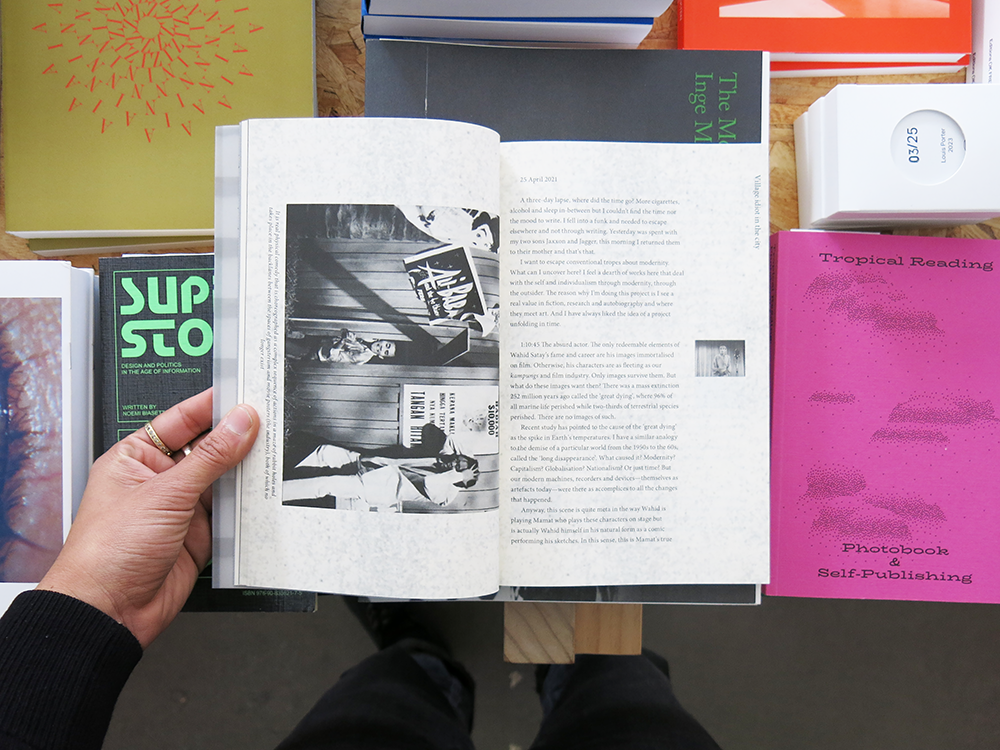 The Mo
Inge M
03/25
Louis Porter
2023
Tropical Reading
Photobook
&
Self-Publishing
SUP
STO
DESIGN AND POLITICS
IN THE AGE OF INFORMATION
WRITTEN BY
NOEMI BIASET
Village idiot in the city
25 April 2021
A three-day lapse, where did the time go? More cigarettes,
alcohol and sleep in between but I couldn't find the time nor
the mood to write. I fell into a funk and needed to escape
elsewhere and not through writing. Yesterday was spent with
my two sons Jaxson and Jagger, this morning I returned them
to their mother and that's that.
I want to escape conventional tropes about modernity.
What can I uncover here? I feel a dearth of works here that deal
with the self and individualism through modernity, through
the outsider. The reason why I'm doing this project is I see a
real value in fiction, research and autobiography and where
they meet art. And I have always liked the idea of a project
unfolding in time.
1:10:45 The absurd actor. The only redeemable elements of
Wahid Satay's fame and career are his images immortalised
on film. Otherwise, his characters are as fleeting as our
kampungs and film industry. Only images survive them. But
what do these images want then? There was a mass extinction
252 million years ago called the 'great dying', where 96% of
all marine life perished while two-thirds of terrestrial species
perished. There are no images of such.
Recent study has pointed to the cause of the 'great dying'
as the spike in Earth's temperatures. I have a similar analogy
to the demise of a particular world from the 1950s to the 60s,
called the 'long disappearance'. What caused it? Modernity?
Capitalism? Globalisation? Nationalism? Or just time? But
our modern machines, recorders and devices—themselves as
artefacts today—were there as accomplices to all the changes
that happened.
Anyway, this scene is quite meta in the way Wahid is
playing Mamat who plays these characters on stage but
is actually Wahid himself in his natural form as a comic
performing his sketches. In this sense, this is Mamat's true
$10,000